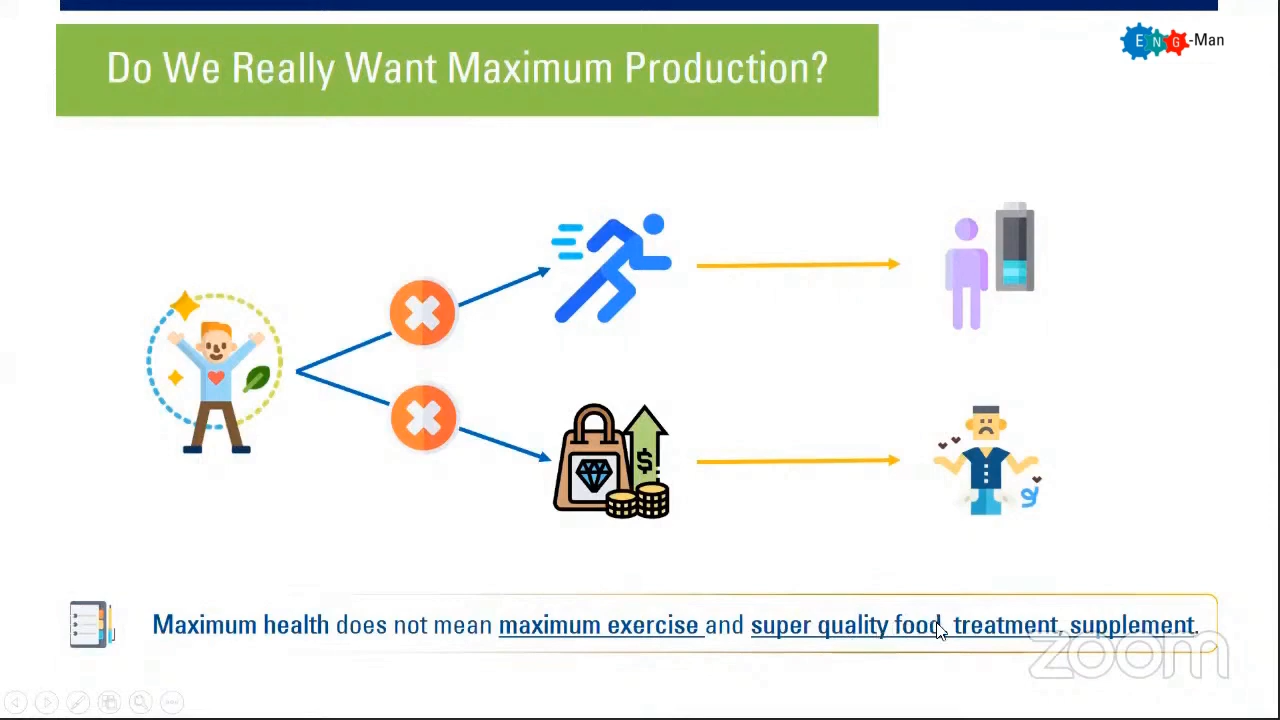 Do We Really Want Maximum Production?
ENG-Man
$
Maximum health does not mean maximum exercise and super quality food, treatment, supplement.
zoom